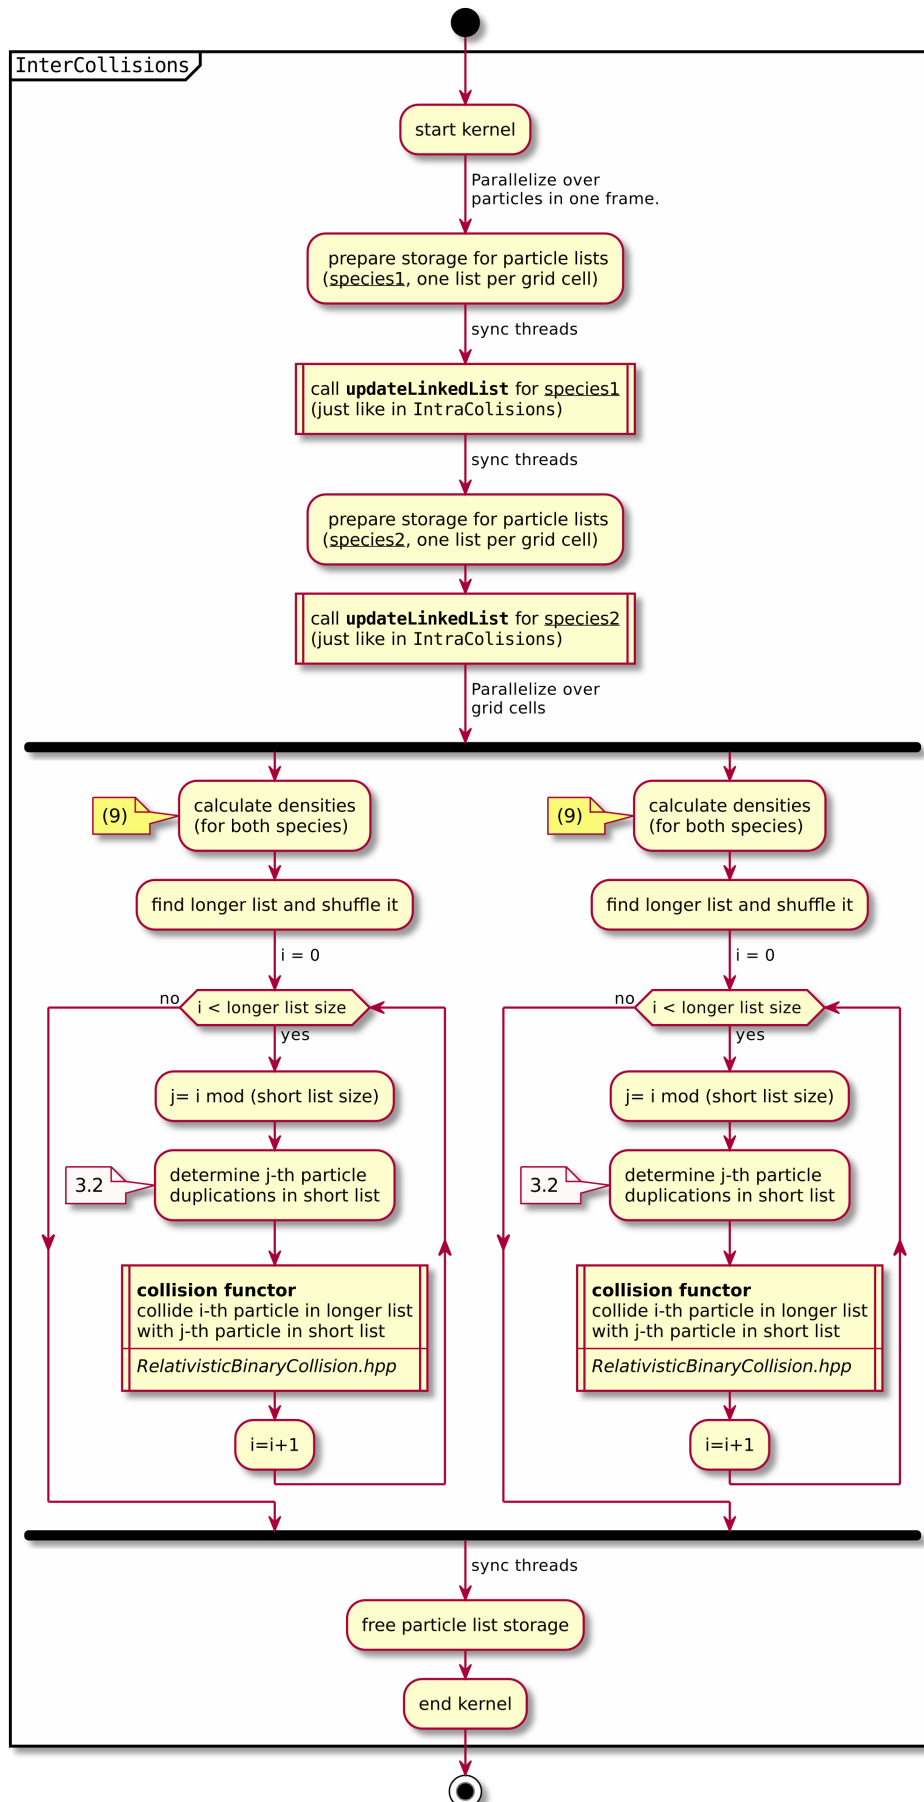 InterCollisions
start kernel
Parallelize over
particles in one frame.
prepare storage for particle lists
(species1, one list per grid cell)
sync threads
call updateLinkedList for species1
(just like in IntraColisions)
sync threads
prepare storage for particle lists
(species2, one list per grid cell)
call updateLinkedList for species2
(just like in IntraColisions)
Parallelize over
grid cells
(9)
calculate densities
(for both species)
find longer list and shuffle it
i = 0
no
i < longer list size
yes
j= i mod (short list size)
3.2
determine j-th particle
duplications in short list
collision functor
collide i-th particle in longer list
with j-th particle in short list
RelativisticBinaryCollision.hpp
i=i+1
(9)
calculate densities
(for both species)
find longer list and shuffle it
i = 0
no
i < longer list size
yes
j= i mod (short list size)
3.2
determine j-th particle
duplications in short list
collision functor
collide i-th particle in longer list
with j-th particle in short list
RelativisticBinaryCollision.hpp
i=i+1
sync threads
free particle list storage
end kernel